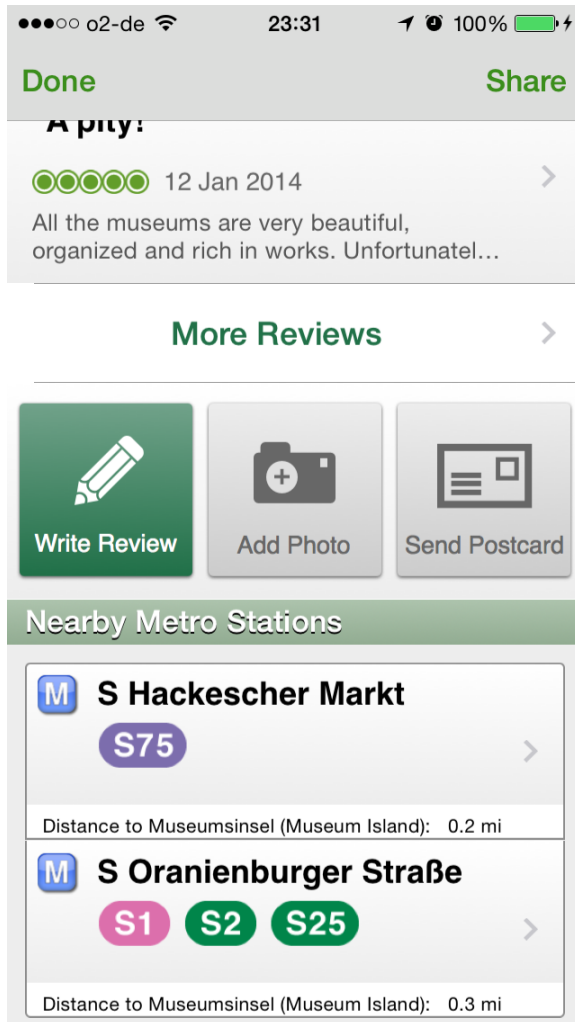 o2-de 23:31 100%
Done Share
A pity!
12 Jan 2014
All the museums are very beautiful,
organized and rich in works. Unfortunatel...
More Reviews
Write Review Add Photo Send Postcard
Nearby Metro Stations
M S Hackescher Markt
S75
Distance to Museumsinsel (Museum Island): 0.2 mi
M S Oranienburger Straße
S1 S2 S25
Distance to Museumsinsel (Museum Island): 0.3 mi